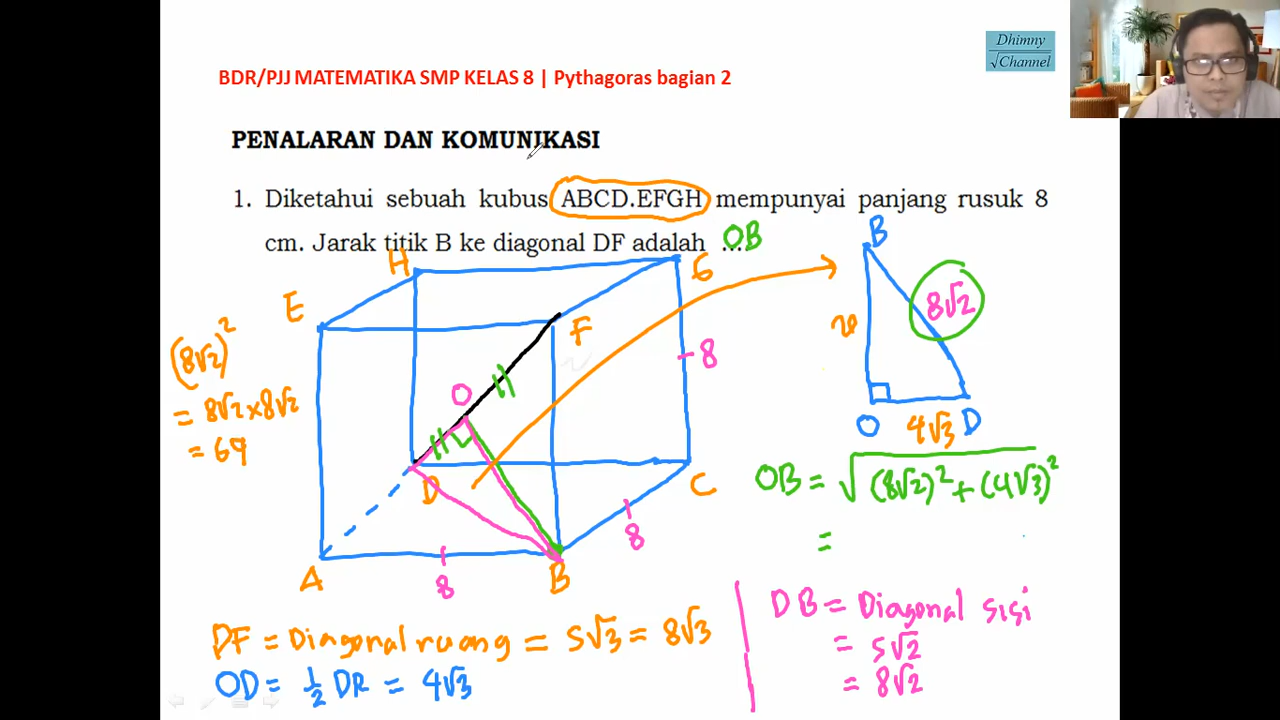 Dhimny
√Channel
BDR/PJJ MATEMATIKA SMP KELAS 8 | Pythagoras bagian 2
PENALARAN DAN KOMUNIKASI
1. Diketahui sebuah kubus ABCD.EFGH mempunyai panjang rusuk 8
cm. Jarak titik B ke diagonal DF adalah .... OB
H
G
E
F
O
8
D
C
A
B
8
8
(8√2)²
= 8√2 × 8√2
= 64
B
8√2
O
4√3
D
OB = √(8√2)² + (4√3)²
=
DF = Diagonal ruang = s√3 = 8√3
OD = ½ DR = 4√3
DB = Diagonal sisi
= s√2
= 8√2